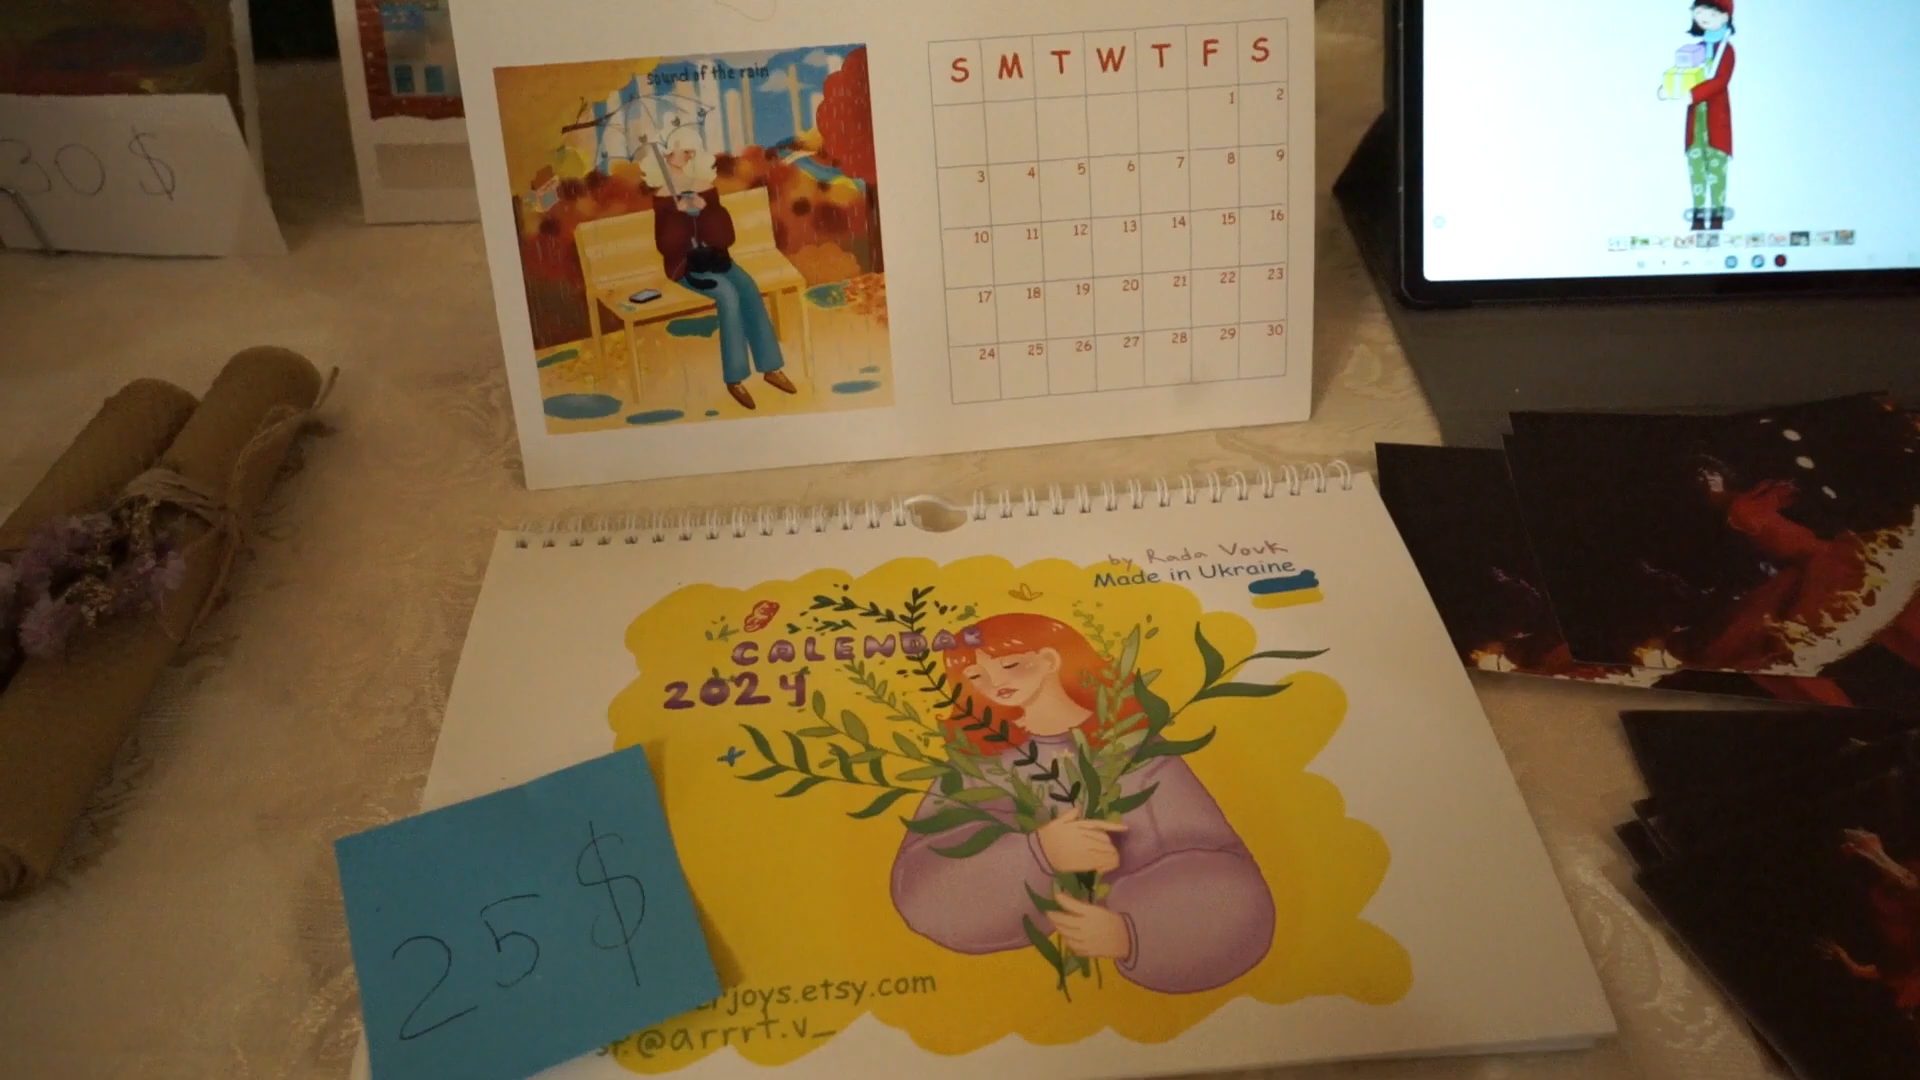 30 $
sound of the rain
S M T W T F S
1 2
3 4 5 6 7 8 9
10 11 12 13 14 15 16
17 18 19 20 21 22 23
24 25 26 27 28 29 30
by Rada Vovk
Made in Ukraine
CALENDAR
2024
25 $
joys.etsy.com
@arrrt.v_